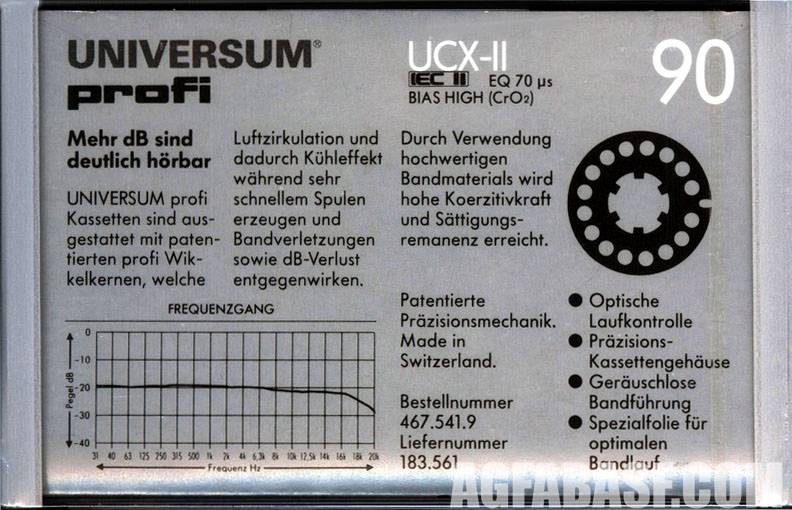 UNIVERSUM®
profi
UCX-II
IEC II EQ 70 µs
BIAS HIGH (CrO2)
90
Mehr dB sind
deutlich hörbar
UNIVERSUM profi
Kassetten sind aus-
gestattet mit paten-
tierten profi Wik-
kelkernen, welche
Luftzirkulation und
dadurch Kühleffekt
während sehr
schnellem Spulen
erzeugen und
Bandverletzungen
sowie dB-Verlust
entgegenwirken.
Durch Verwendung
hochwertigen
Bandmaterials wird
hohe Koerzitivkraft
und Sättigungs-
remanenz erreicht.
FREQUENZGANG
Pegel dB
0
-10
-20
-30
-40
31 40 63 125 250 315 500 1k 2k 4k 6,3k 8k 10k 12,5k 14k 16k 18k 20k
Frequenz Hz
Patentierte
Präzisionsmechanik.
Made in
Switzerland.
Bestellnummer
467.541.9
Liefernummer
183.561
● Optische
Laufkontrolle
● Präzisions-
Kassettengehäuse
● Geräuschlose
Bandführung
● Spezialfolie für
optimalen
Bandlauf
AGFABASE.COM